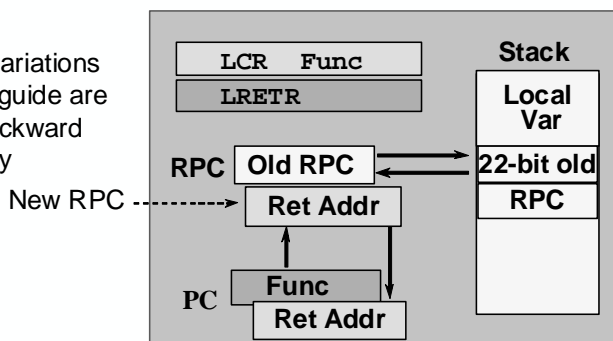 ariations
guide are
ckward
y
New RPC
LCR Func
LRETR
RPC
Old RPC
Ret Addr
PC
Func
Ret Addr
Stack
Local
Var
22-bit old
RPC